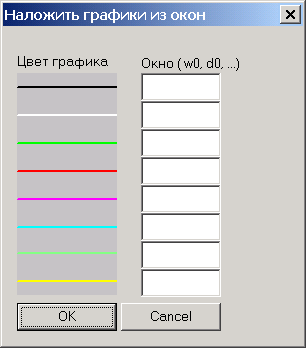 Наложить графики из окон
Цвет графика
Окно (w0, d0, ...)
OK
Cancel